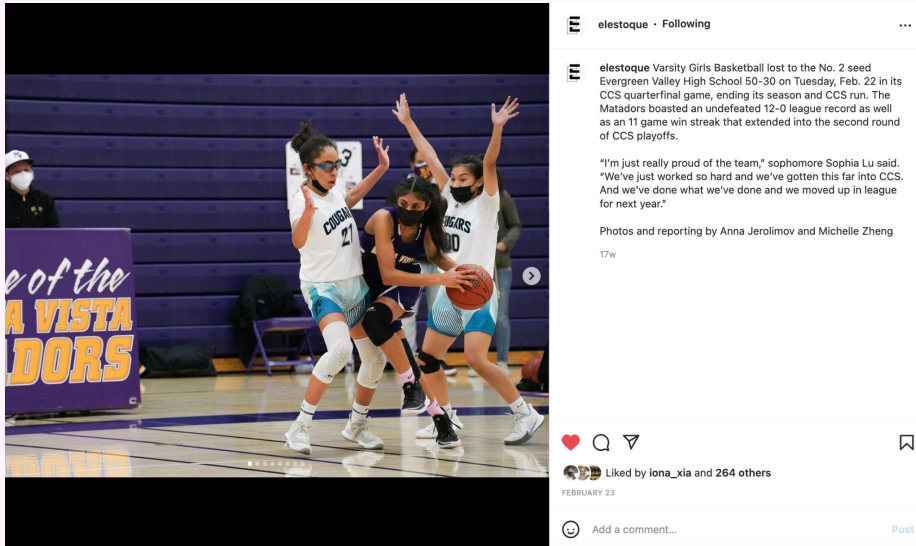 elestoque • Following
elestoque Varsity Girls Basketball lost to the No. 2 seed
Evergreen Valley High School 50-30 on Tuesday, Feb. 22 in its
CCS quarterfinal game, ending its season and CCS run. The
Matadors boasted an undefeated 12-0 league record as well
as an 11 game win streak that extended into the second round
of CCS playoffs.
“I’m just really proud of the team,” sophomore Sophia Lu said.
“We’ve just worked so hard and we’ve gotten this far into CCS.
And we’ve done what we’ve done and we moved up in league
for next year.”
Photos and reporting by Anna Jerolimov and Michelle Zheng
17w
Liked by iona_xia and 264 others
FEBRUARY 23
Add a comment... Post
3
COUGARS
21
of the
A VISTA
DORS